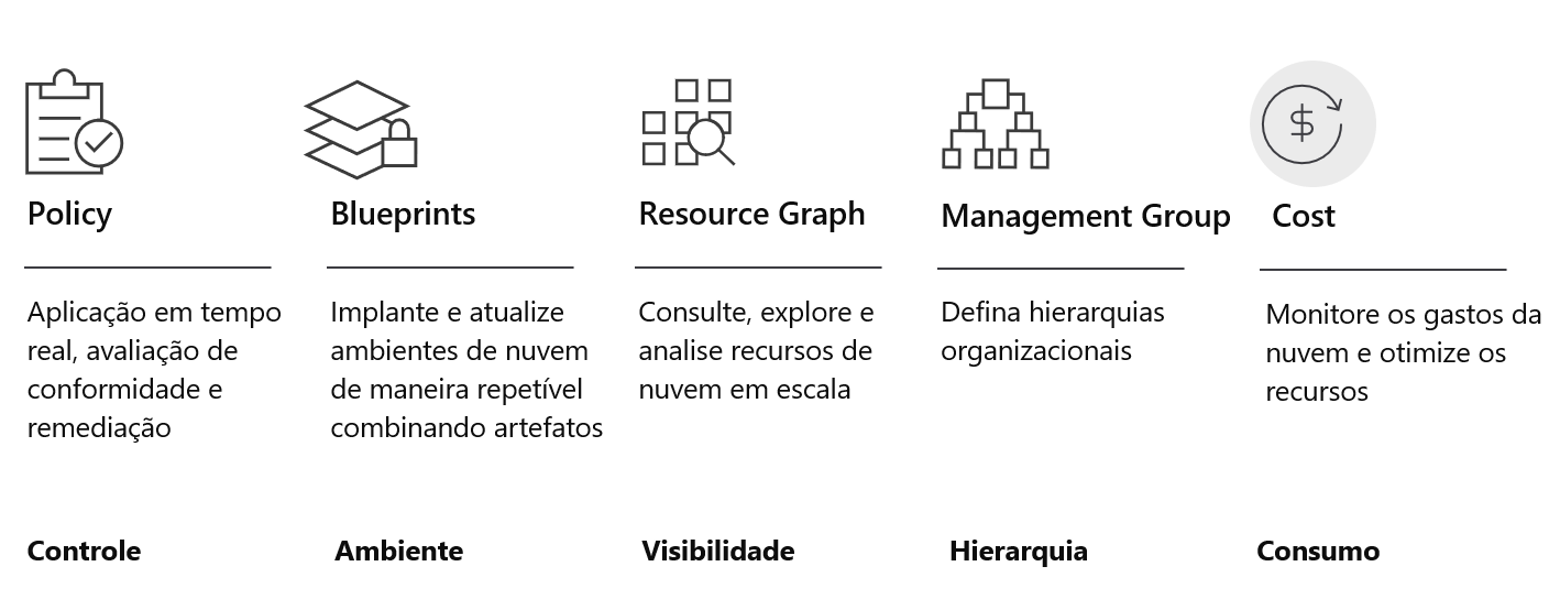 $
Policy
Aplicação em tempo
real, avaliação de
conformidade e
remediação
Controle
Blueprints
Implante e atualize
ambientes de nuvem
de maneira repetível
combinando artefatos
Ambiente
Resource Graph
Consulte, explore e
analise recursos de
nuvem em escala
Visibilidade
Management Group
Defina hierarquias
organizacionais
Hierarquia
Cost
Monitore os gastos da
nuvem e otimize os
recursos
Consumo